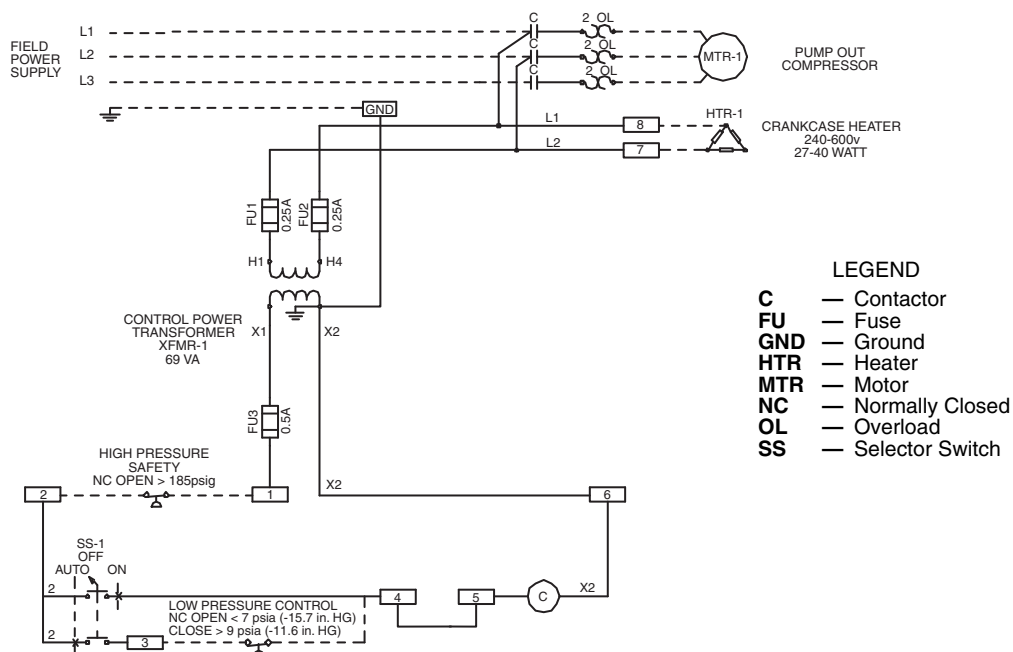 C
2 OL
L1
FIELD
POWER
SUPPLY
C
2 OL
L2
MTR-1
PUMP OUT
COMPRESSOR
C
2 OL
L3
GND
HTR-1
L1
8
CRANKCASE HEATER
240-600v
27-40 WATT
L2
7
FU1
0.25A
FU2
0.25A
H1
H4
LEGEND
C — Contactor
FU — Fuse
GND — Ground
HTR — Heater
MTR — Motor
NC — Normally Closed
OL — Overload
SS — Selector Switch
CONTROL POWER
TRANSFORMER
XFMR-1
69 VA
X1
X2
FU3
0.5A
HIGH PRESSURE
SAFETY
NC OPEN > 185psig
2
1
X2
6
SS-1
OFF
AUTO
ON
2
4
5
C
X2
LOW PRESSURE CONTROL
NC OPEN < 7 psia (-15.7 in. HG)
CLOSE > 9 psia (-11.6 in. HG)
2
3